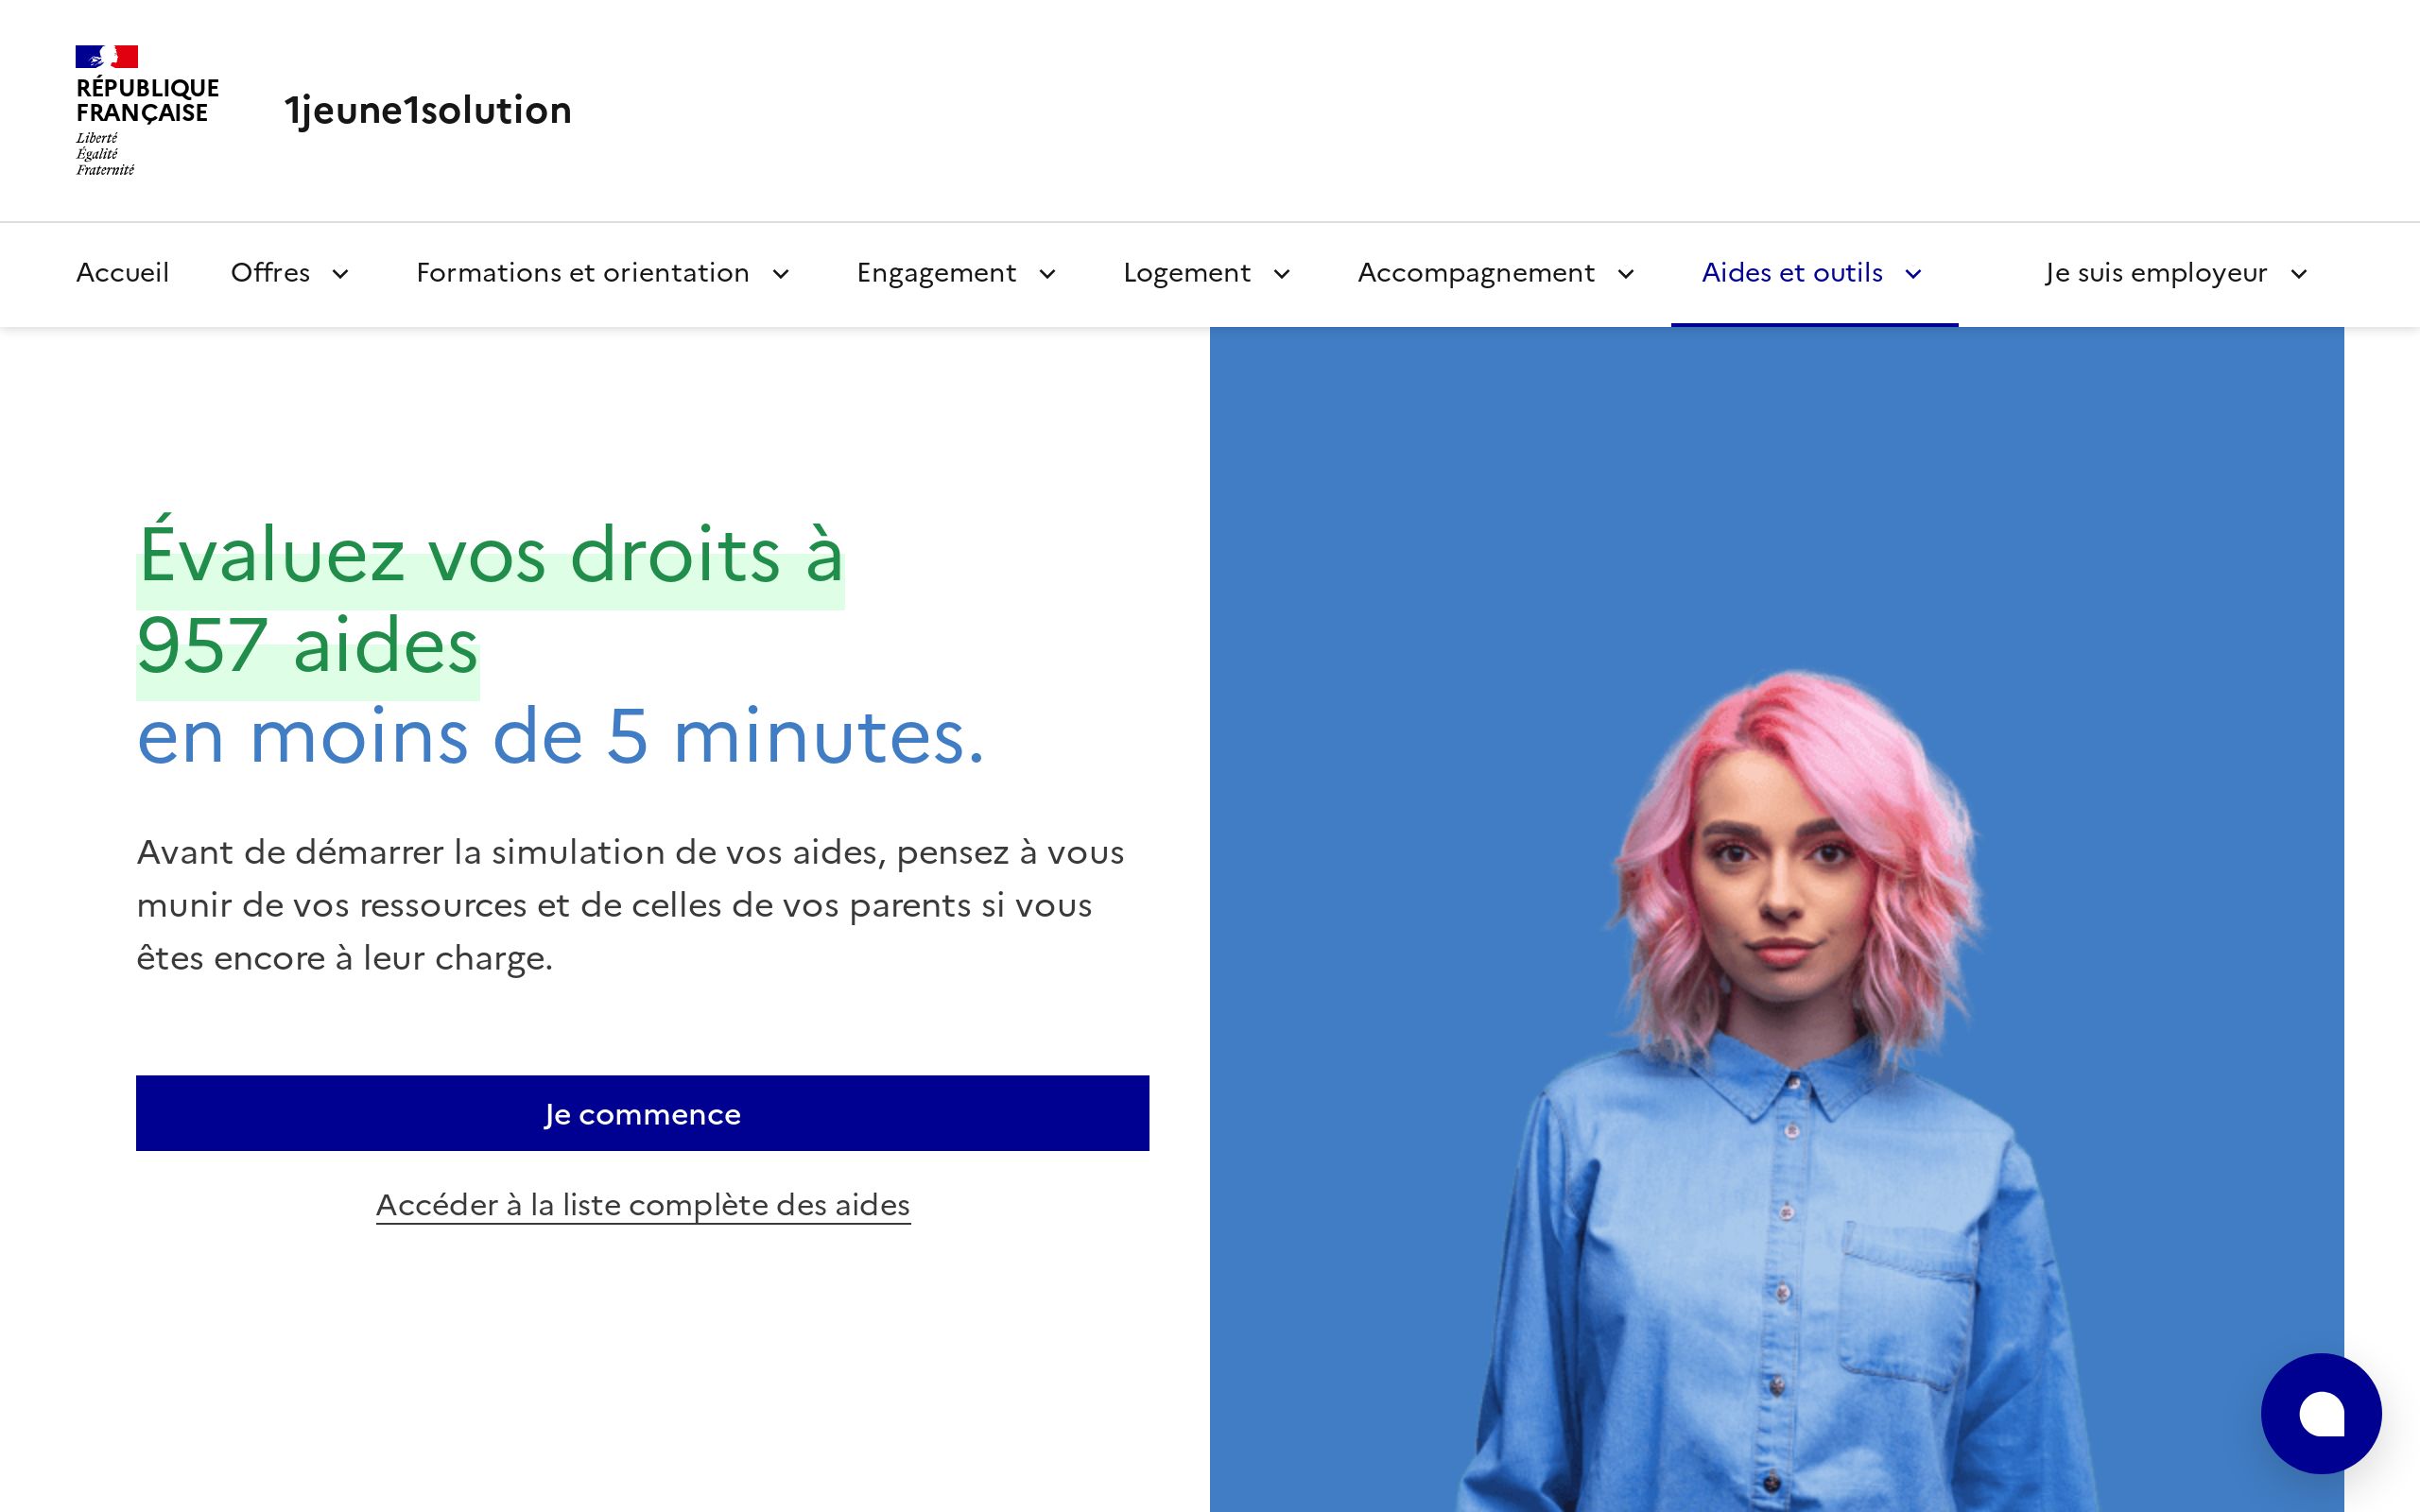 RÉPUBLIQUE
FRANÇAISE
Liberté
Égalité
Fraternité
1jeune1solution
Accueil Offres Formations et orientation Engagement Logement Accompagnement Aides et outils Je suis employeur
Évaluez vos droits à
957 aides
en moins de 5 minutes.
Avant de démarrer la simulation de vos aides, pensez à vous
munir de vos ressources et de celles de vos parents si vous
êtes encore à leur charge.
Je commence
Accéder à la liste complète des aides